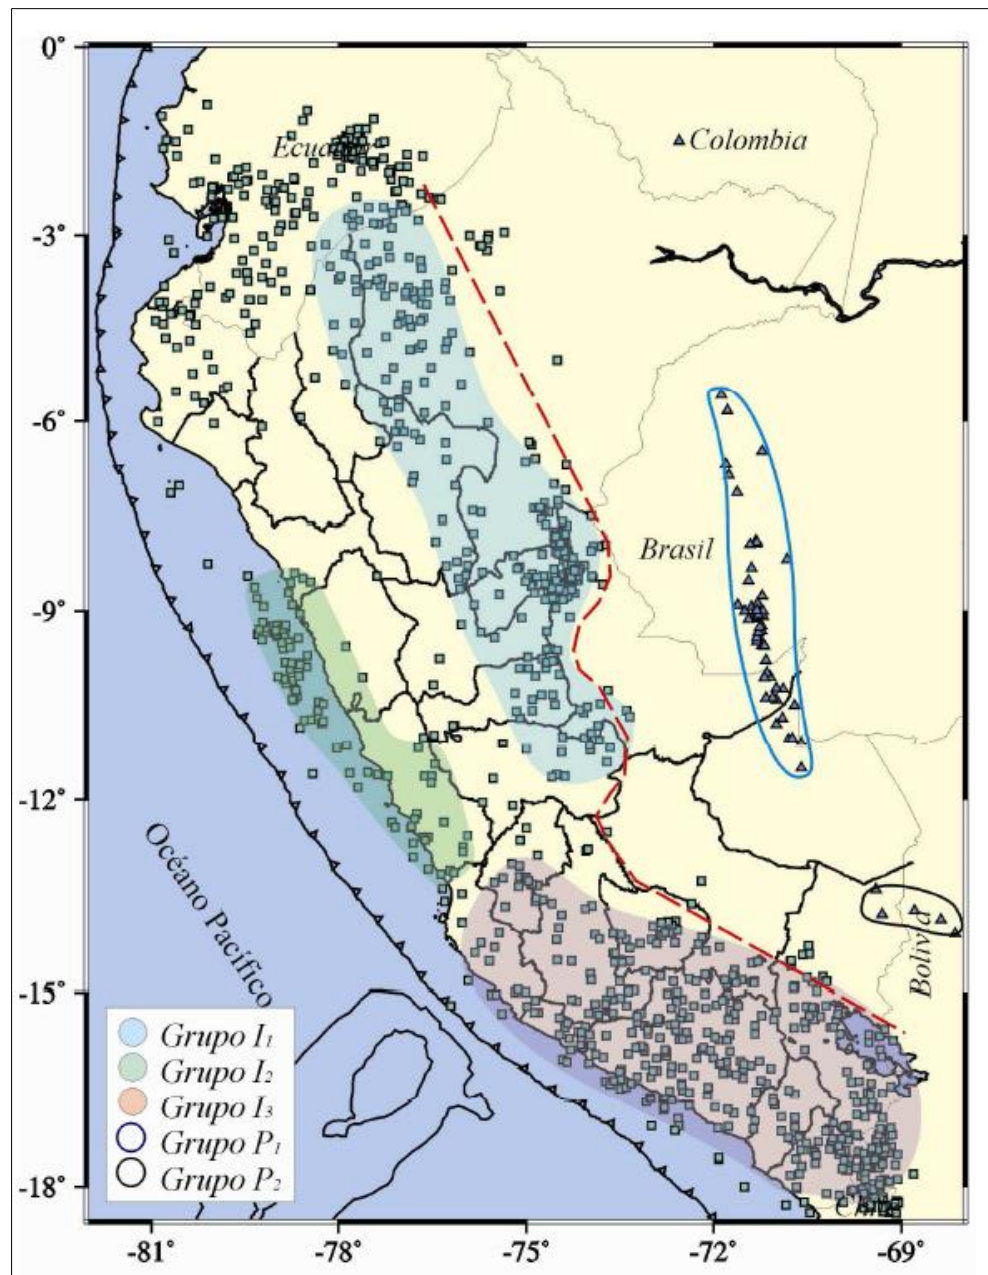 0°
Colombia
Ecuador
-3°
-6°
Brasil
-9°
-12°
Océano Pacífico
Bolivia
-15°
Grupo I₁
Grupo I₂
Grupo I₃
Grupo P₁
Grupo P₂
-18°
Chile
-81°
-78°
-75°
-72°
-69°